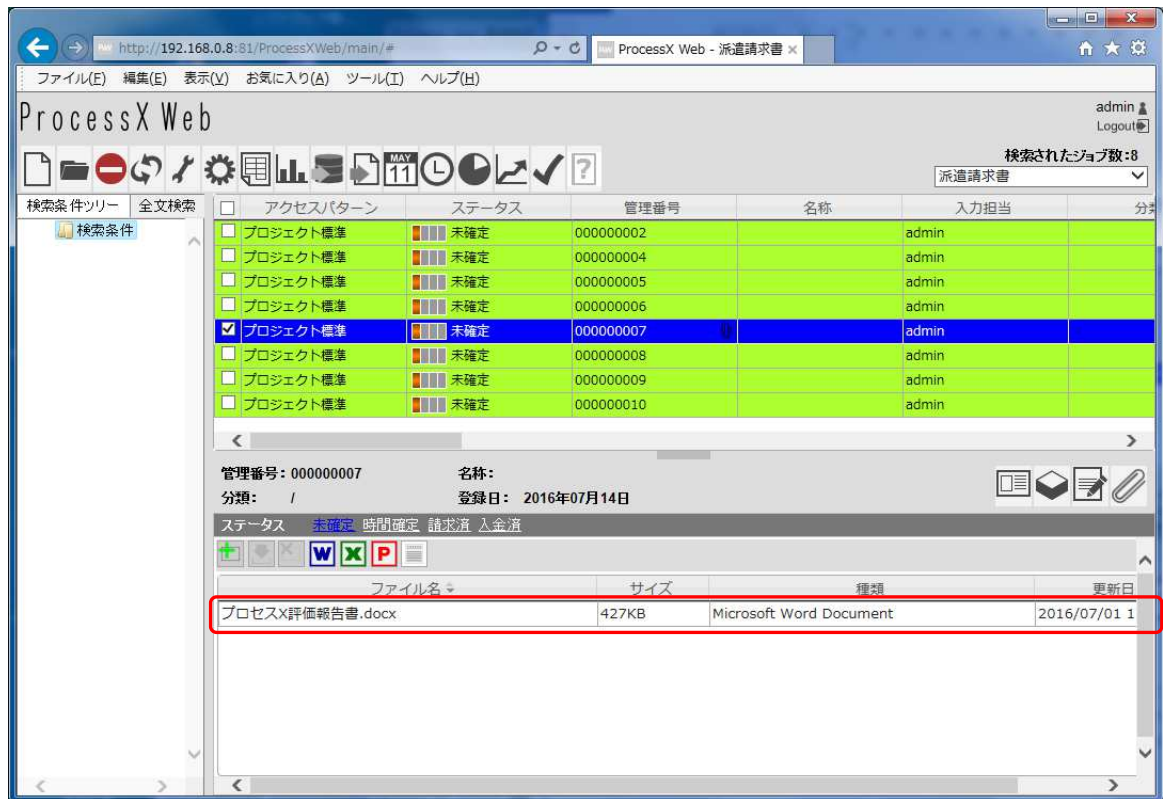 http://192.168.0.8:81/ProcessXWeb/main/# ProcessX Web - 派遣請求書
ファイル(F) 編集(E) 表示(V) お気に入り(A) ツール(T) ヘルプ(H)
ProcessX Web
admin
Logout
MAY
11
検索されたジョブ数:8
派遣請求書
検索条件ツリー 全文検索
検索条件
アクセスパターン ステータス 管理番号 名称 入力担当 分類
プロジェクト標準 未確定 000000002 admin
プロジェクト標準 未確定 000000004 admin
プロジェクト標準 未確定 000000005 admin
プロジェクト標準 未確定 000000006 admin
プロジェクト標準 未確定 000000007 admin
プロジェクト標準 未確定 000000008 admin
プロジェクト標準 未確定 000000009 admin
プロジェクト標準 未確定 000000010 admin
管理番号:000000007 名称:
分類: / 登録日: 2016年07月14日
ステータス 未確定 時間確定 請求済 入金済
W X P
ファイル名 サイズ 種類 更新日
プロセスX評価報告書.docx 427KB Microsoft Word Document 2016/07/01 1